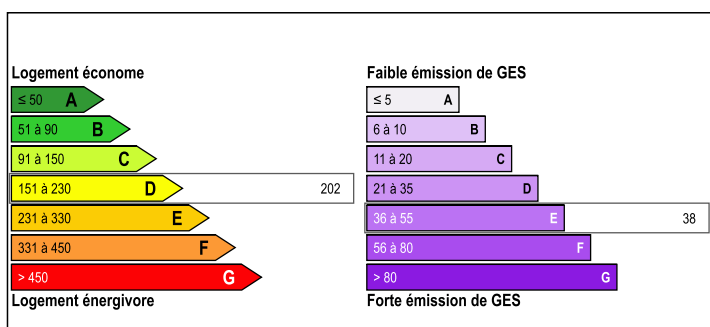 Logement économe
≤ 50 A
51 à 90 B
91 à 150 C
151 à 230 D 202
231 à 330 E
331 à 450 F
> 450 G
Logement énergivore
Faible émission de GES
≤ 5 A
6 à 10 B
11 à 20 C
21 à 35 D
36 à 55 E 38
56 à 80 F
> 80 G
Forte émission de GES